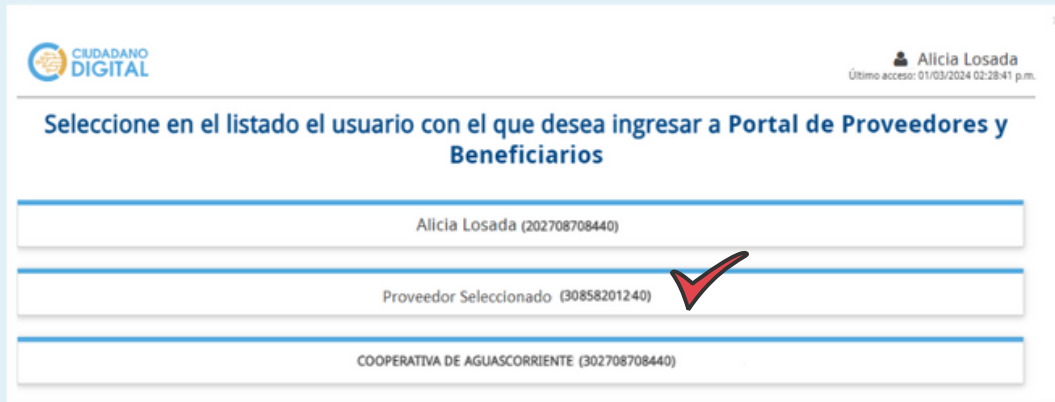 CIUDADANO
DIGITAL
Alicia Losada
Último acceso: 01/03/2024 02:28:41 p.m.
Seleccione en el listado el usuario con el que desea ingresar a Portal de Proveedores y
Beneficiarios
Alicia Losada (202708708440)
Proveedor Seleccionado (30858201240)
COOPERATIVA DE AGUASCORRIENTE (302708708440)